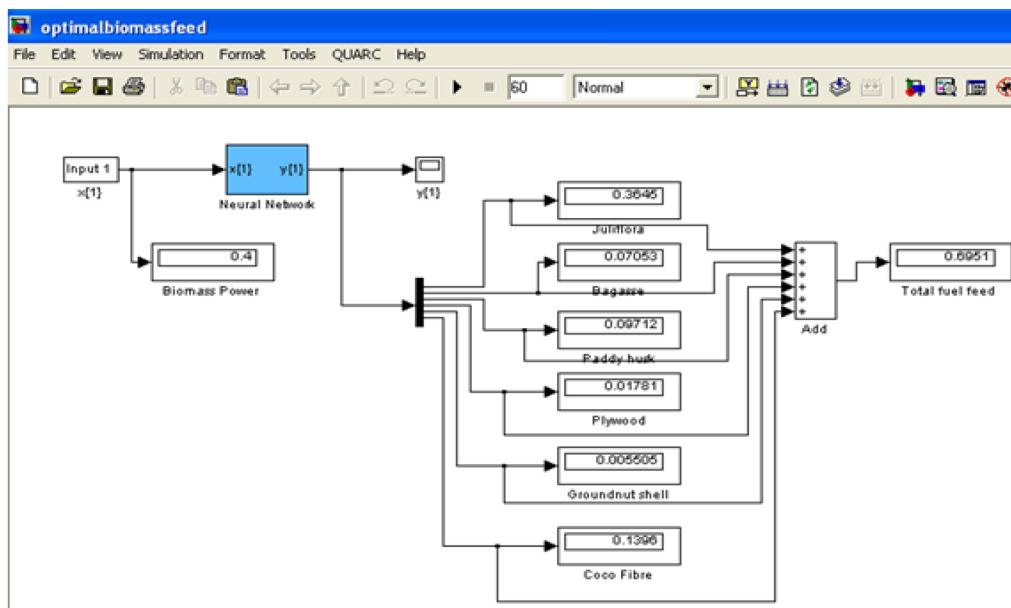 optimalbiomassfeed
File Edit View Simulation Format Tools QUARC Help
60 Normal
Input 1
x{1}
x{1} y{1}
Neural Network
y{1}
0.4
Biomass Power
0.3645
Juliflora
0.07053
Bagasse
0.09712
Paddy husk
0.01781
Plywood
0.005505
Groundnut shell
0.1396
Coco Fibre
+
+
+
+
+
+
Add
0.6951
Total fuel feed